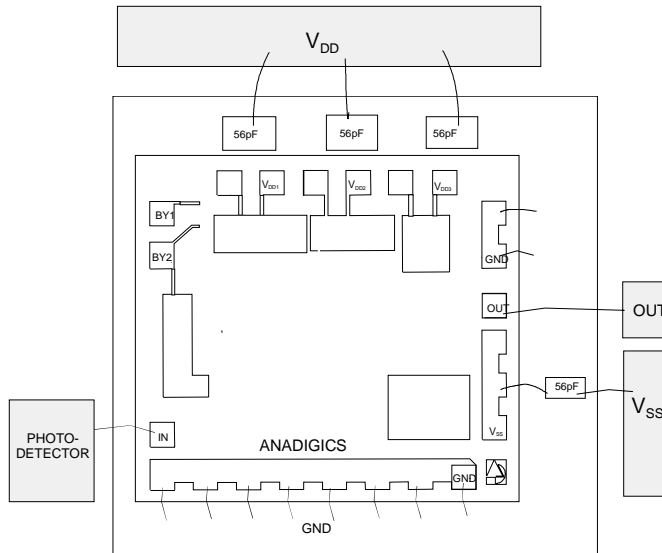 VDD
56pF 56pF 56pF
VDD1 VDD2 VDD3
BY1
BY2
GND
OUT OUT
56pF
VSS
VSS
PHOTO-
DETECTOR
IN
ANADIGICS
GND
GND